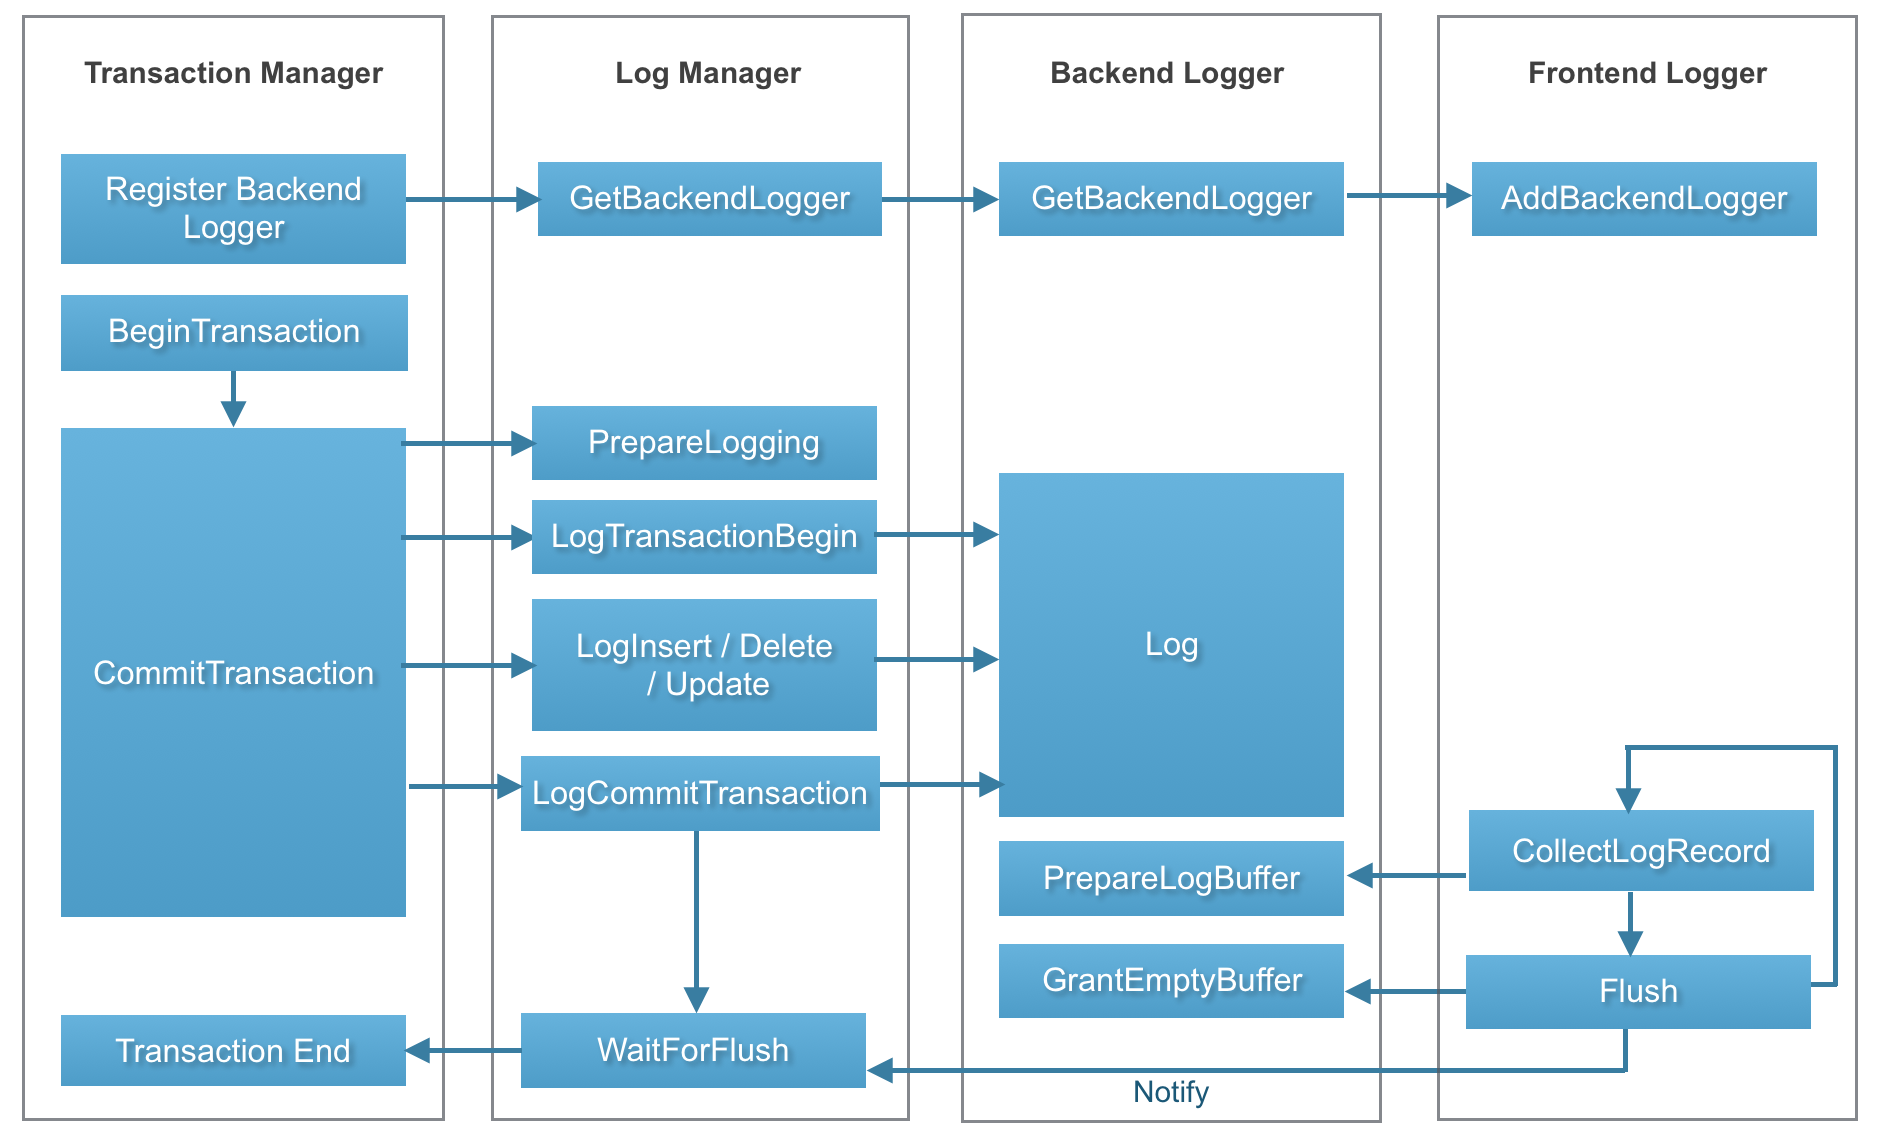 Transaction Manager
Register Backend
Logger
BeginTransaction
CommitTransaction
Transaction End
Log Manager
GetBackendLogger
PrepareLogging
LogTransactionBegin
LogInsert / Delete
/ Update
LogCommitTransaction
WaitForFlush
Backend Logger
GetBackendLogger
Log
PrepareLogBuffer
GrantEmptyBuffer
Notify
Frontend Logger
AddBackendLogger
CollectLogRecord
Flush